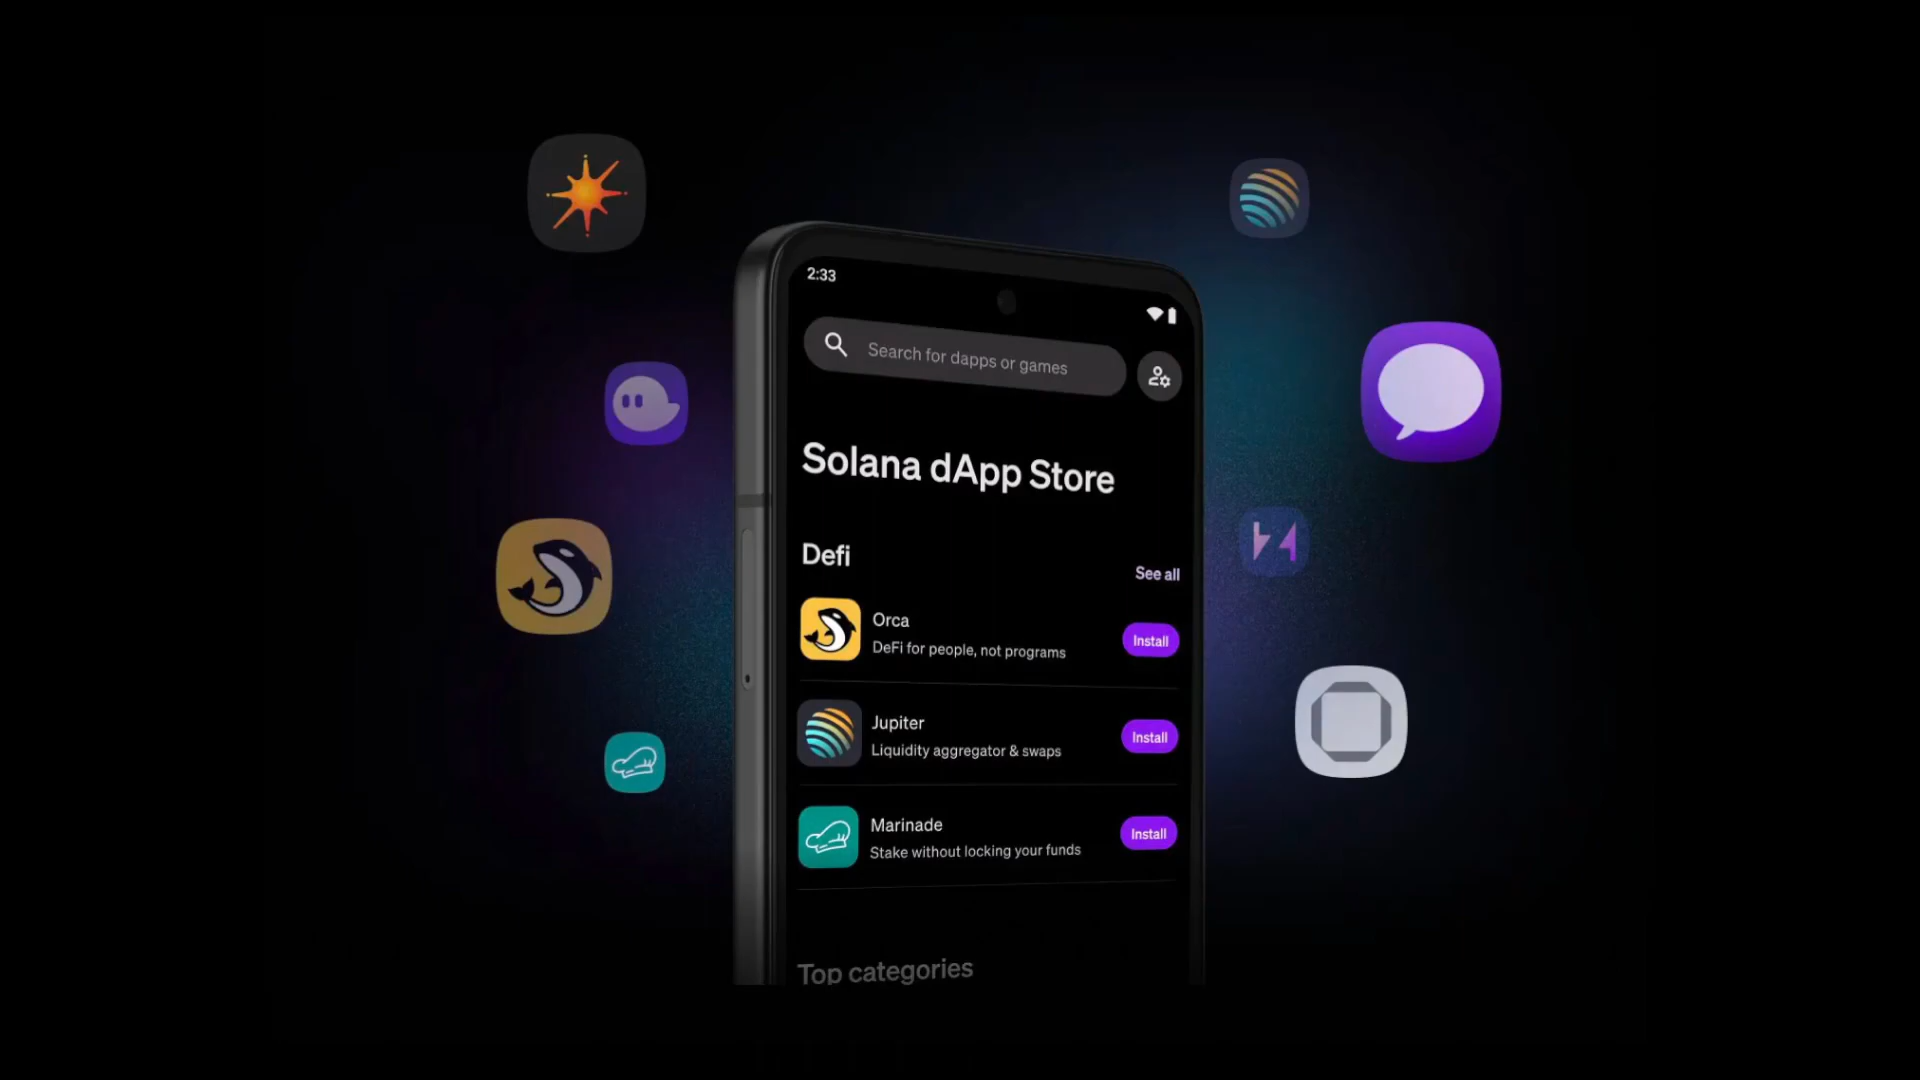 2:33
Search for dapps or games
Solana dApp Store
Defi
See all
Orca
DeFi for people, not programs
Install
Jupiter
Liquidity aggregator & swaps
Install
Marinade
Stake without locking your funds
Install
Top categories